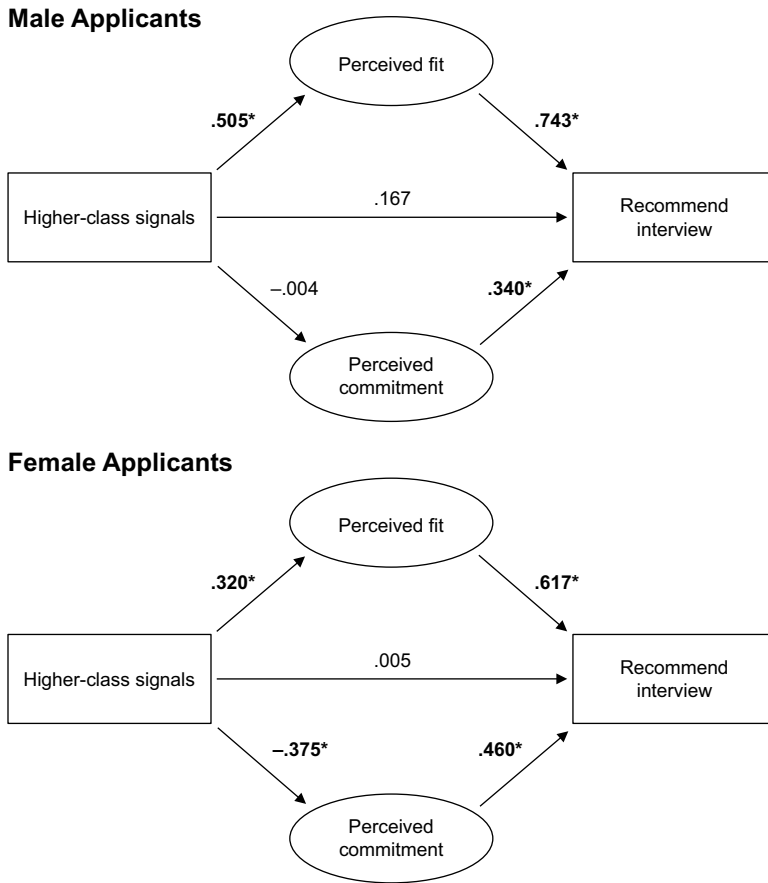 Male Applicants
Perceived fit
.505*
.743*
Higher-class signals
.167
Recommend
interview
–.004
.340*
Perceived
commitment
Female Applicants
Perceived fit
.320*
.617*
Higher-class signals
.005
Recommend
interview
–.375*
.460*
Perceived
commitment